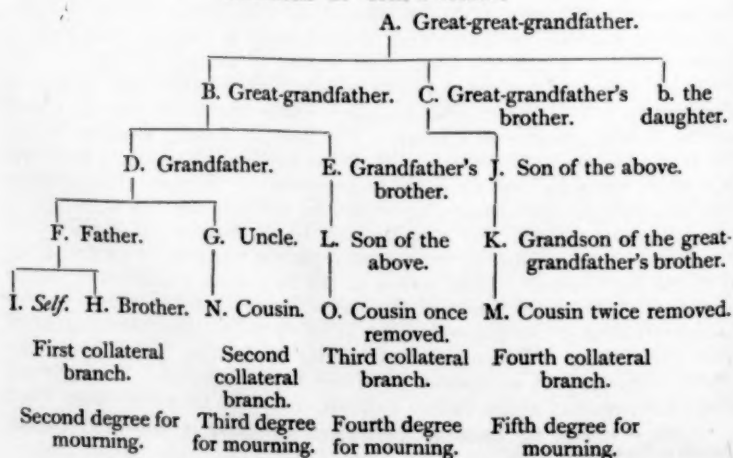 A. Great-great-grandfather.
B. Great-grandfather. C. Great-grandfather's brother. b. the daughter.
D. Grandfather. E. Grandfather's brother. J. Son of the above.
F. Father. G. Uncle. L. Son of the above. K. Grandson of the great-grandfather's brother.
I. Self. H. Brother. N. Cousin. O. Cousin once removed. M. Cousin twice removed.
First collateral branch. Second collateral branch. Third collateral branch. Fourth collateral branch.
Second degree for mourning. Third degree for mourning. Fourth degree for mourning. Fifth degree for mourning.